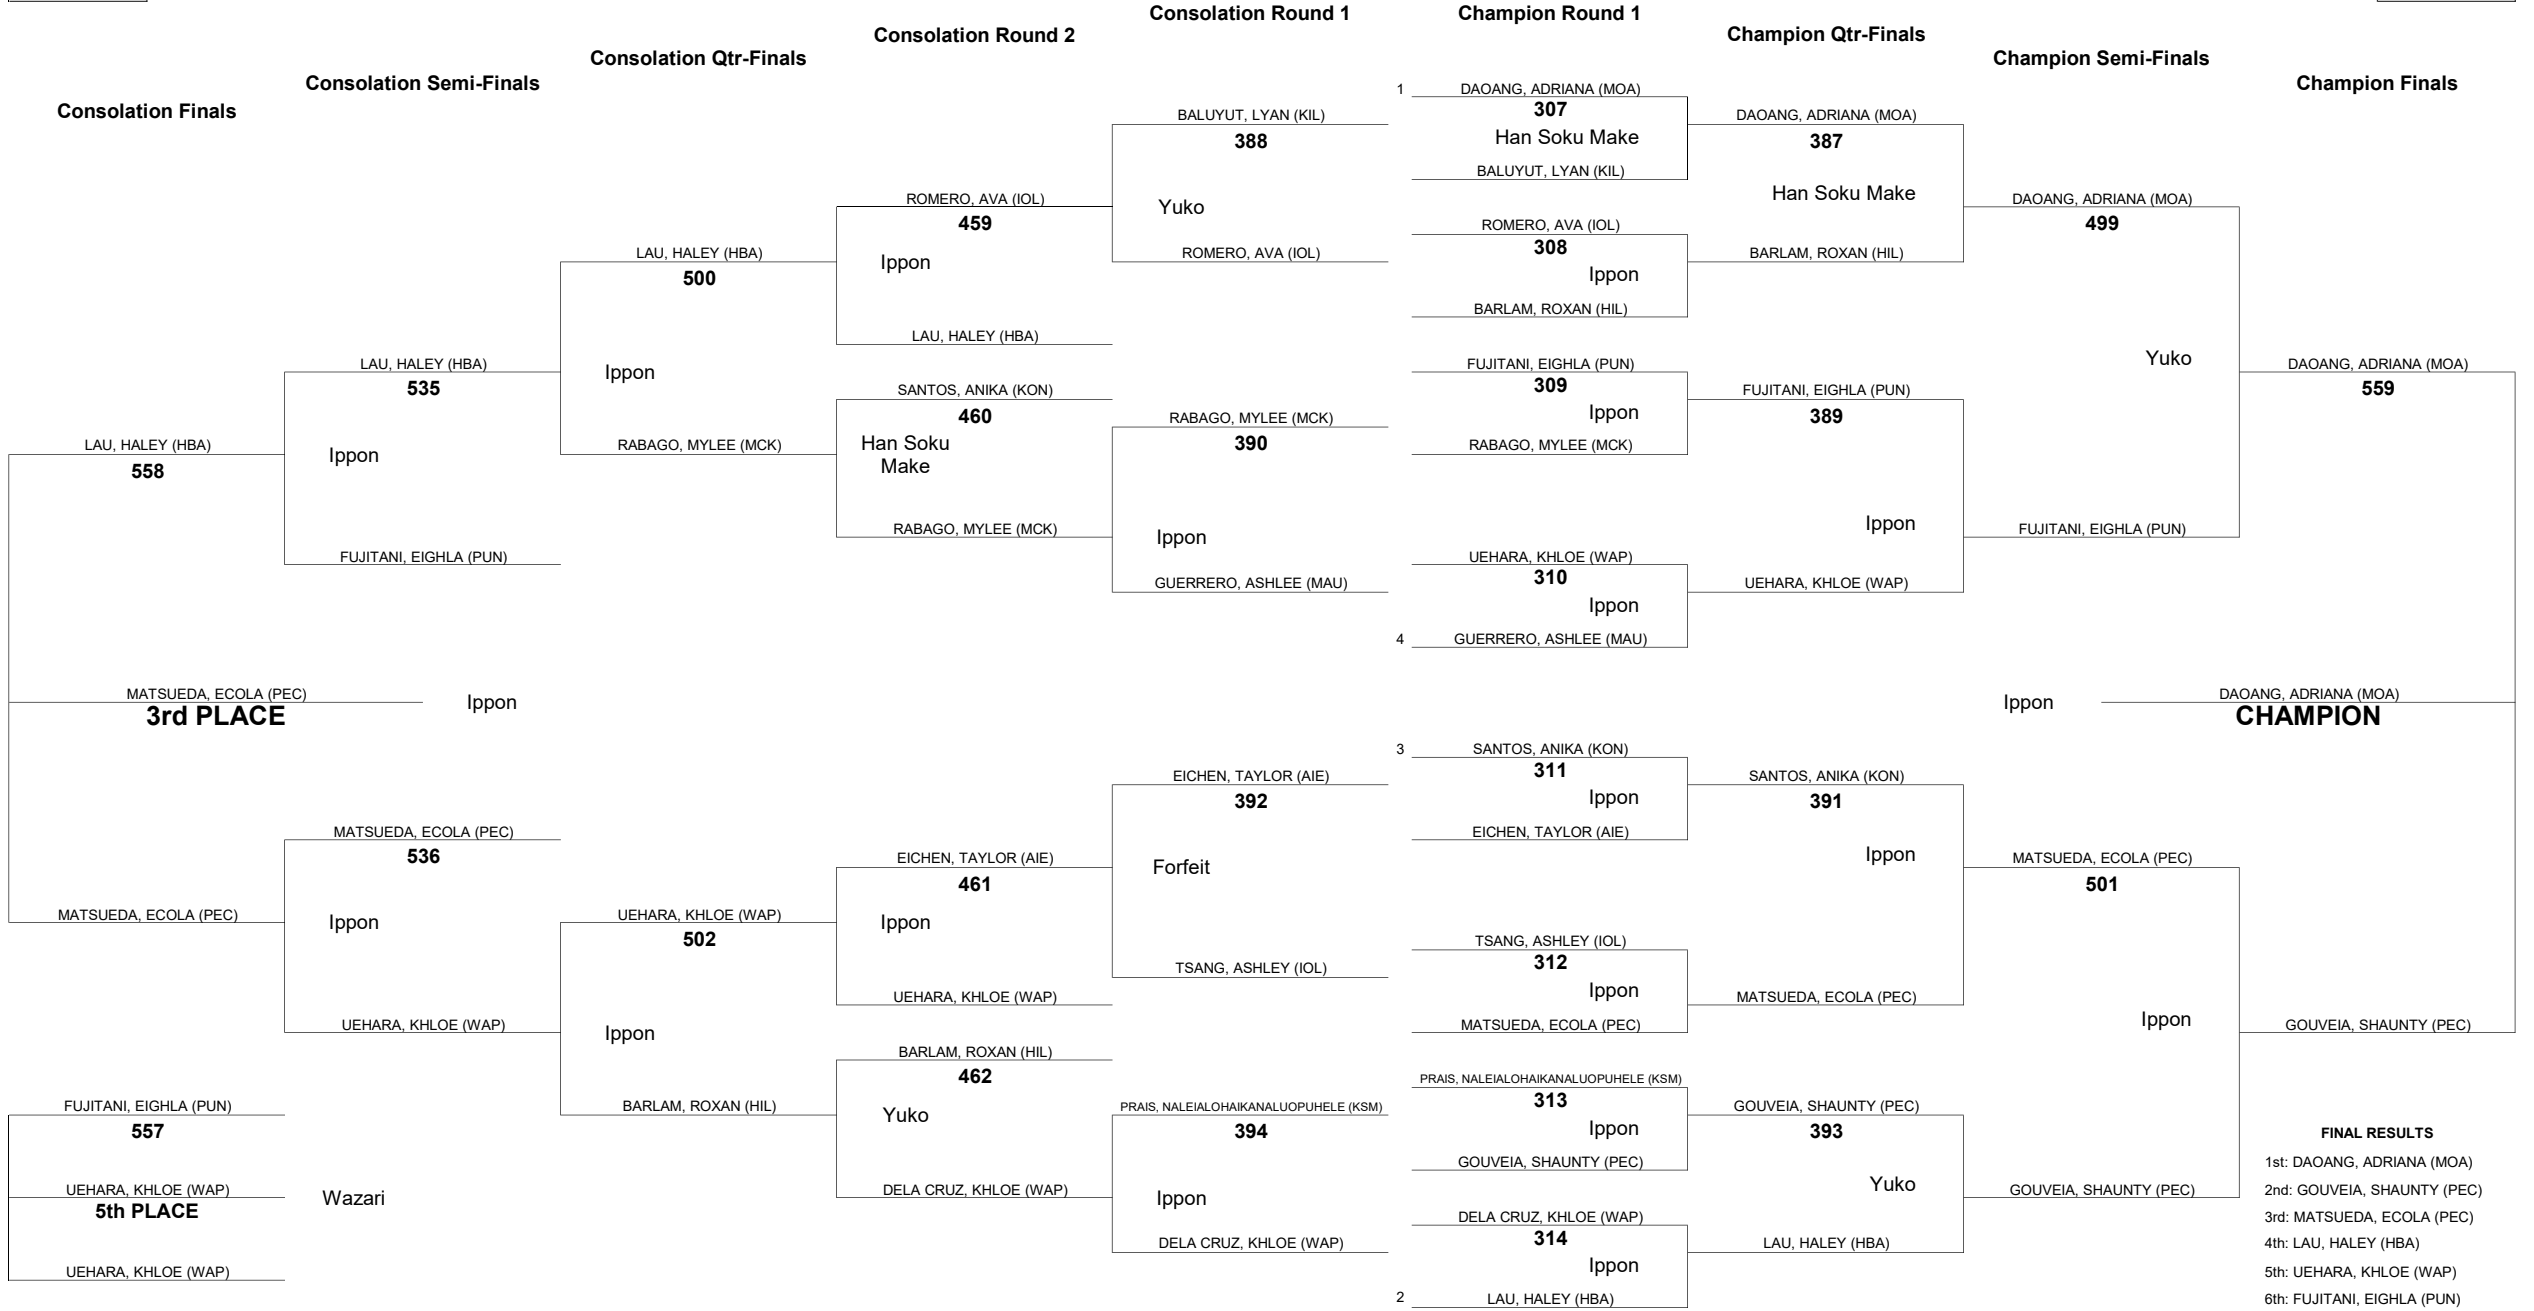 Consolation Round 1
Champion Round 1
Consolation Round 2
Champion Qtr-Finals
Consolation Qtr-Finals
Champion Semi-Finals
Consolation Semi-Finals
Champion Finals
Consolation Finals
LAU, HALEY (HBA)
558
MATSUEDA, ECOLA (PEC)
3rd PLACE
Ippon
MATSUEDA, ECOLA (PEC)
FUJITANI, EIGHLA (PUN)
557
UEHARA, KHLOE (WAP)
5th PLACE
Wazari
UEHARA, KHLOE (WAP)
LAU, HALEY (HBA)
535
Ippon
FUJITANI, EIGHLA (PUN)
MATSUEDA, ECOLA (PEC)
536
Ippon
UEHARA, KHLOE (WAP)
LAU, HALEY (HBA)
500
Ippon
RABAGO, MYLEE (MCK)
UEHARA, KHLOE (WAP)
502
Ippon
BARLAM, ROXAN (HIL)
ROMERO, AVA (IOL)
459
Ippon
LAU, HALEY (HBA)
SANTOS, ANIKA (KON)
460
Han Soku
Make
RABAGO, MYLEE (MCK)
EICHEN, TAYLOR (AIE)
461
Ippon
UEHARA, KHLOE (WAP)
BARLAM, ROXAN (HIL)
462
Yuko
DELA CRUZ, KHLOE (WAP)
BALUYUT, LYAN (KIL)
388
Yuko
ROMERO, AVA (IOL)
RABAGO, MYLEE (MCK)
390
Ippon
GUERRERO, ASHLEE (MAU)
EICHEN, TAYLOR (AIE)
392
Forfeit
TSANG, ASHLEY (IOL)
PRAIS, NALEIALOHAIKANALUOPUHELE (KSM)
394
Ippon
DELA CRUZ, KHLOE (WAP)
1
DAOANG, ADRIANA (MOA)
307
Han Soku Make
BALUYUT, LYAN (KIL)
ROMERO, AVA (IOL)
308
Ippon
BARLAM, ROXAN (HIL)
FUJITANI, EIGHLA (PUN)
309
Ippon
RABAGO, MYLEE (MCK)
UEHARA, KHLOE (WAP)
310
Ippon
4
GUERRERO, ASHLEE (MAU)
3
SANTOS, ANIKA (KON)
311
Ippon
EICHEN, TAYLOR (AIE)
TSANG, ASHLEY (IOL)
312
Ippon
MATSUEDA, ECOLA (PEC)
PRAIS, NALEIALOHAIKANALUOPUHELE (KSM)
313
Ippon
GOUVEIA, SHAUNTY (PEC)
DELA CRUZ, KHLOE (WAP)
314
Ippon
2
LAU, HALEY (HBA)
DAOANG, ADRIANA (MOA)
387
Han Soku Make
BARLAM, ROXAN (HIL)
FUJITANI, EIGHLA (PUN)
389
Ippon
UEHARA, KHLOE (WAP)
SANTOS, ANIKA (KON)
391
Ippon
MATSUEDA, ECOLA (PEC)
GOUVEIA, SHAUNTY (PEC)
393
Yuko
LAU, HALEY (HBA)
DAOANG, ADRIANA (MOA)
499
Yuko
FUJITANI, EIGHLA (PUN)
MATSUEDA, ECOLA (PEC)
501
Ippon
GOUVEIA, SHAUNTY (PEC)
DAOANG, ADRIANA (MOA)
559
Ippon
DAOANG, ADRIANA (MOA)
CHAMPION
GOUVEIA, SHAUNTY (PEC)
FINAL RESULTS
1st: DAOANG, ADRIANA (MOA)
2nd: GOUVEIA, SHAUNTY (PEC)
3rd: MATSUEDA, ECOLA (PEC)
4th: LAU, HALEY (HBA)
5th: UEHARA, KHLOE (WAP)
6th: FUJITANI, EIGHLA (PUN)